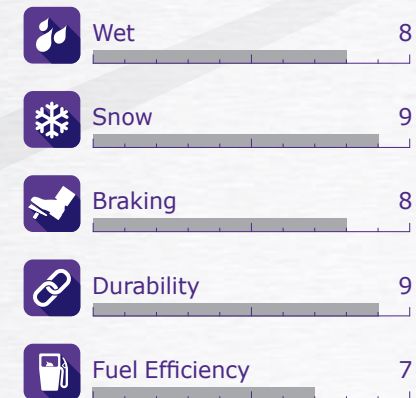 Wet 8
Snow 9
Braking 8
Durability 9
Fuel Efficiency 7